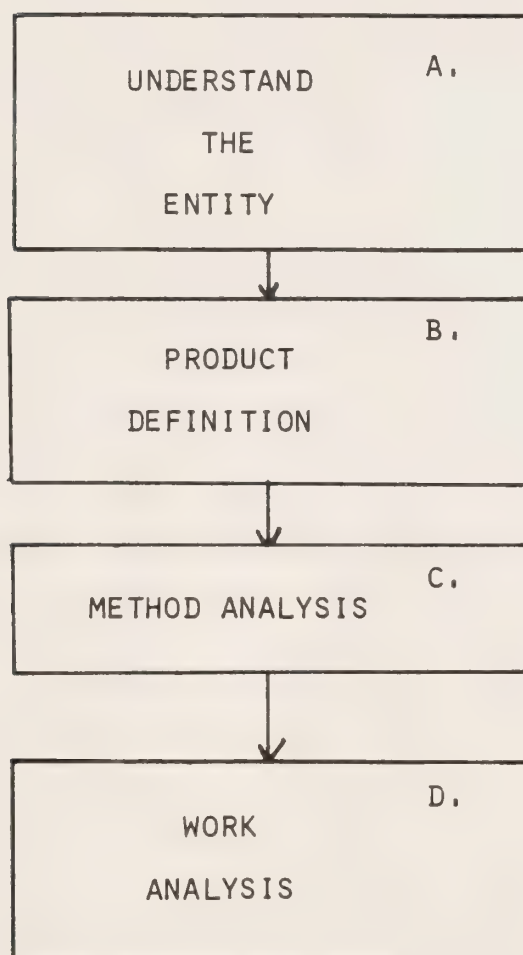 A.
UNDERSTAND
THE
ENTITY
B.
PRODUCT
DEFINITION
C.
METHOD ANALYSIS
D.
WORK
ANALYSIS